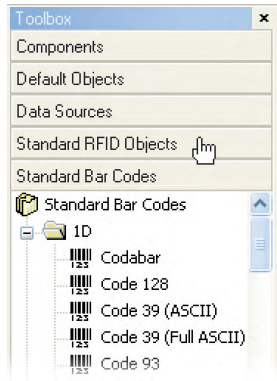 Toolbox
Components
Default Objects
Data Sources
Standard RFID Objects
Standard Bar Codes
Standard Bar Codes
1D
Codabar
Code 128
Code 39 (ASCII)
Code 39 (Full ASCII)
Code 93